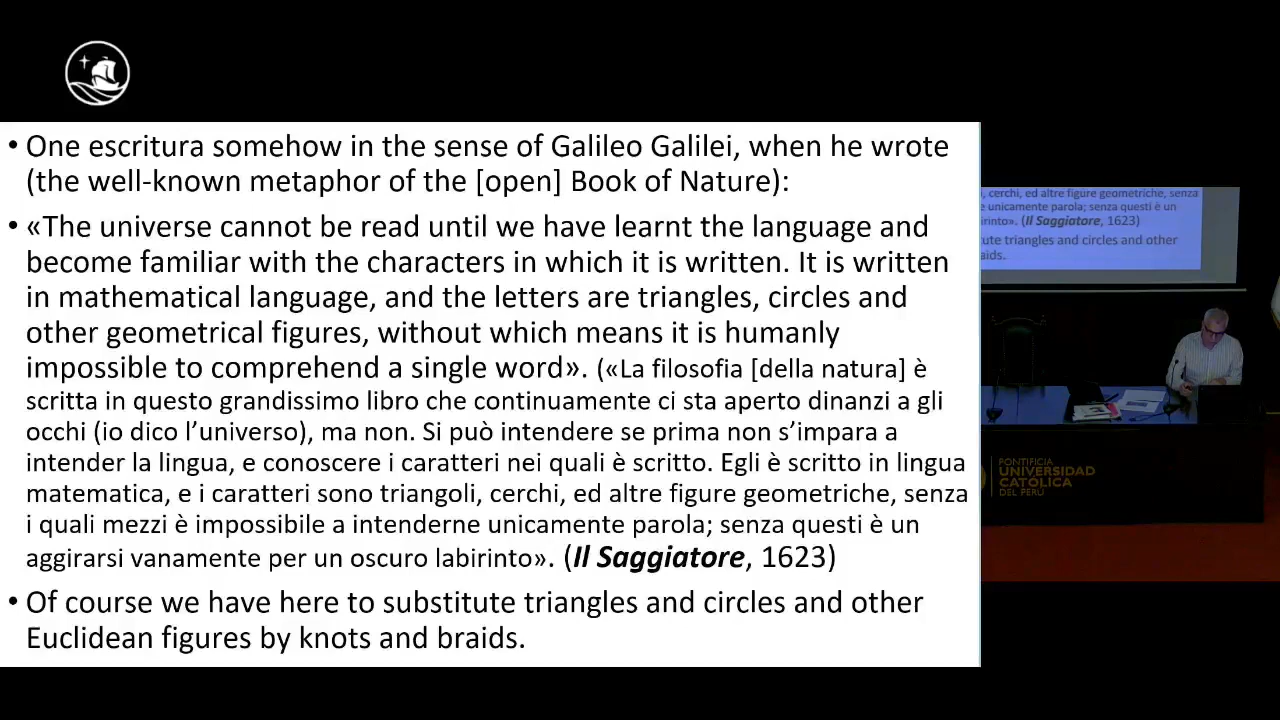 • One escritura somehow in the sense of Galileo Galilei, when he wrote
(the well-known metaphor of the [open] Book of Nature):
• «The universe cannot be read until we have learnt the language and
become familiar with the characters in which it is written. It is written
in mathematical language, and the letters are triangles, circles and
other geometrical figures, without which means it is humanly
impossible to comprehend a single word». («La filosofia [della natura] è
scritta in questo grandissimo libro che continuamente ci sta aperto dinanzi a gli
occhi (io dico l’universo), ma non. Si può intendere se prima non s’impara a
intender la lingua, e conoscere i caratteri nei quali è scritto. Egli è scritto in lingua
matematica, e i caratteri sono triangoli, cerchi, ed altre figure geometriche, senza
i quali mezzi è impossibile a intenderne unicamente parola; senza questi è un
aggirarsi vanamente per un oscuro labirinto». (Il Saggiatore, 1623)
• Of course we have here to substitute triangles and circles and other
Euclidean figures by knots and braids.
, cerchi, ed altre figure geometriche, senza
e unicamente parola; senza questi è un
irinto». (Il Saggiatore, 1623)
ute triangles and circles and other
aids.
PONTIFICIA
UNIVERSIDAD
CATÓLICA
DEL PERÚ